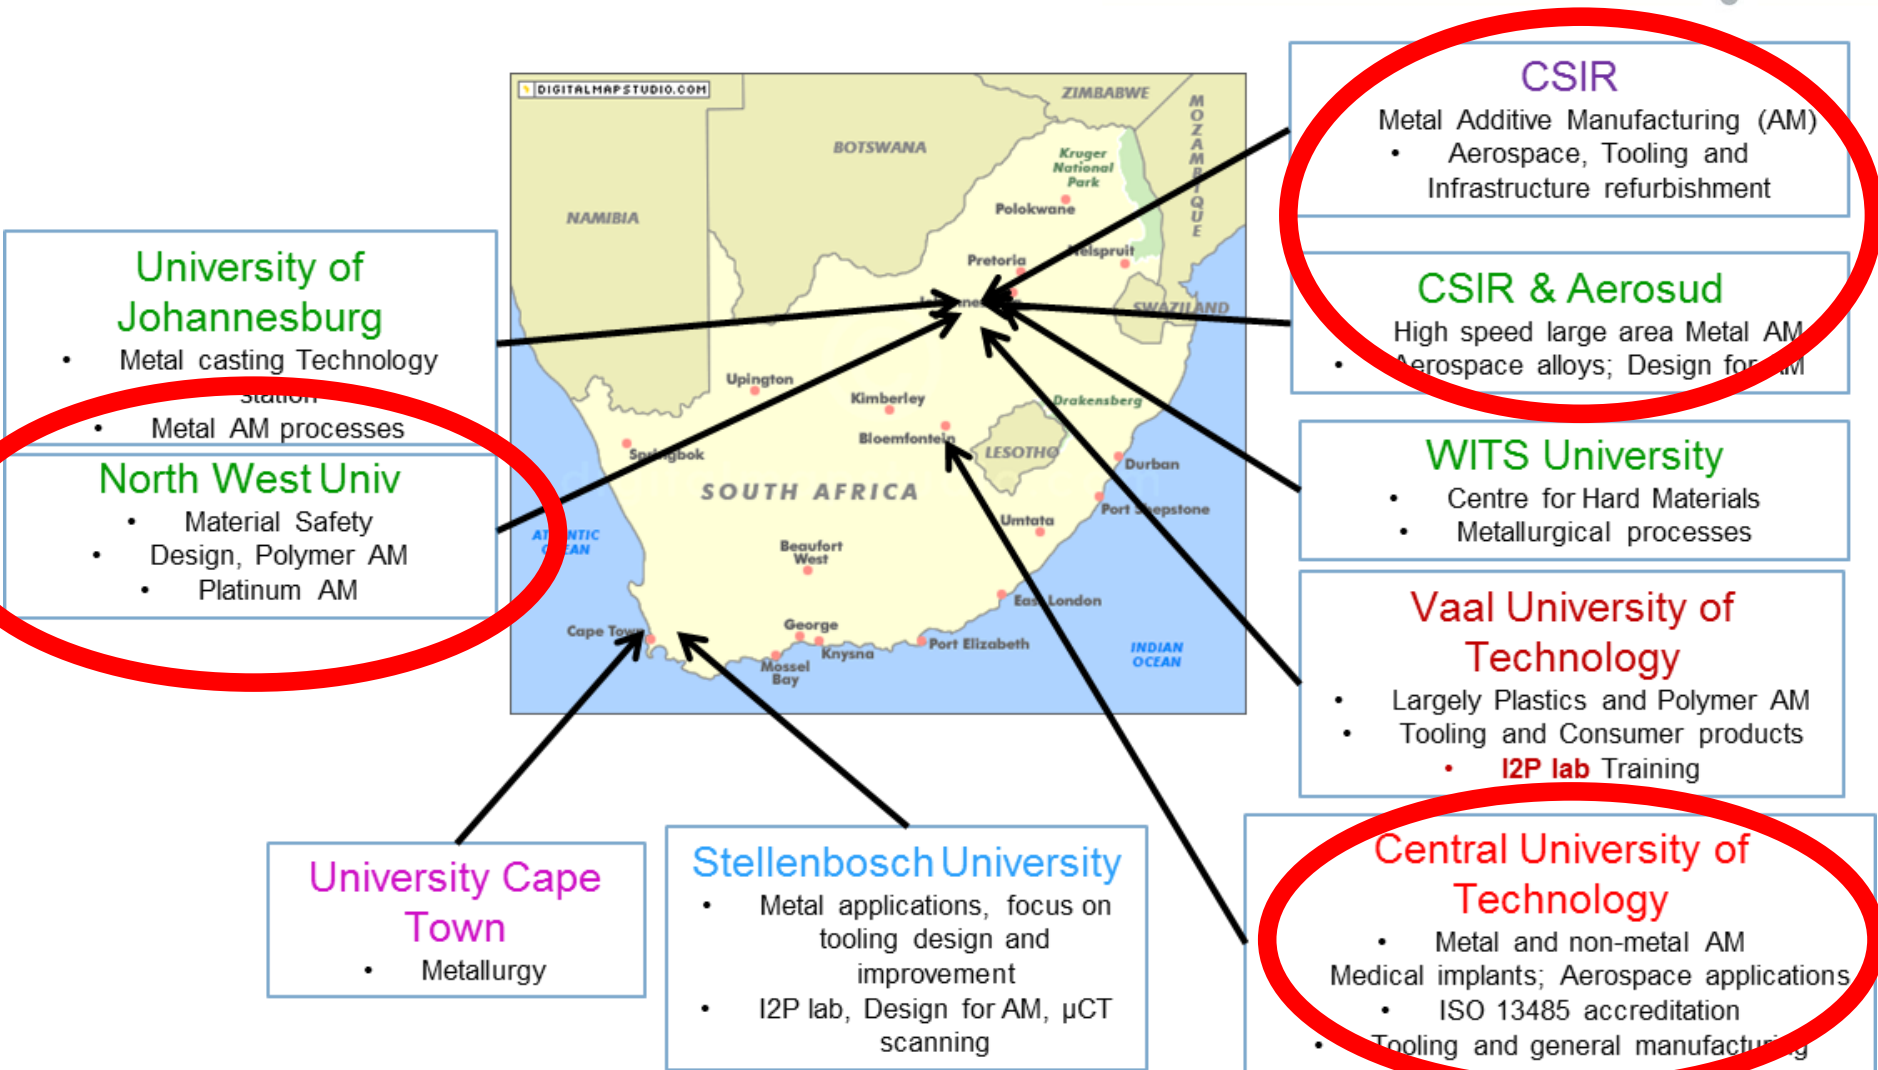 CSIR
Metal Additive Manufacturing (AM)
• Aerospace, Tooling and
Infrastructure refurbishment
CSIR & Aerosud
High speed large area Metal AM
• Aerospace alloys; Design for AM
WITS University
• Centre for Hard Materials
• Metallurgical processes
Vaal University of
Technology
• Largely Plastics and Polymer AM
• Tooling and Consumer products
• I2P lab Training
Central University of
Technology
• Metal and non-metal AM
Medical implants; Aerospace applications
• ISO 13485 accreditation
• Tooling and general manufacturing
University of
Johannesburg
• Metal casting Technology
station
• Metal AM processes
North West Univ
• Material Safety
• Design, Polymer AM
• Platinum AM
University Cape
Town
• Metallurgy
Stellenbosch University
• Metal applications, focus on
tooling design and
improvement
• I2P lab, Design for AM, µCT
scanning
DIGITALMAPSTUDIO.COM
ZIMBABWE
MOZAMBIQUE
BOTSWANA
Kruger
National
Park
NAMIBIA
Polokwane
Pretoria
Nelspruit
SWAZILAND
Upington
Kimberley
Drakensberg
Bloemfontein
LESOTHO
Springbok
Durban
SOUTH AFRICA
Port Shepstone
Umtata
ATLANTIC
OCEAN
Beaufort
West
East London
Cape Town
George
Knysna
Port Elizabeth
Mossel
Bay
INDIAN
OCEAN